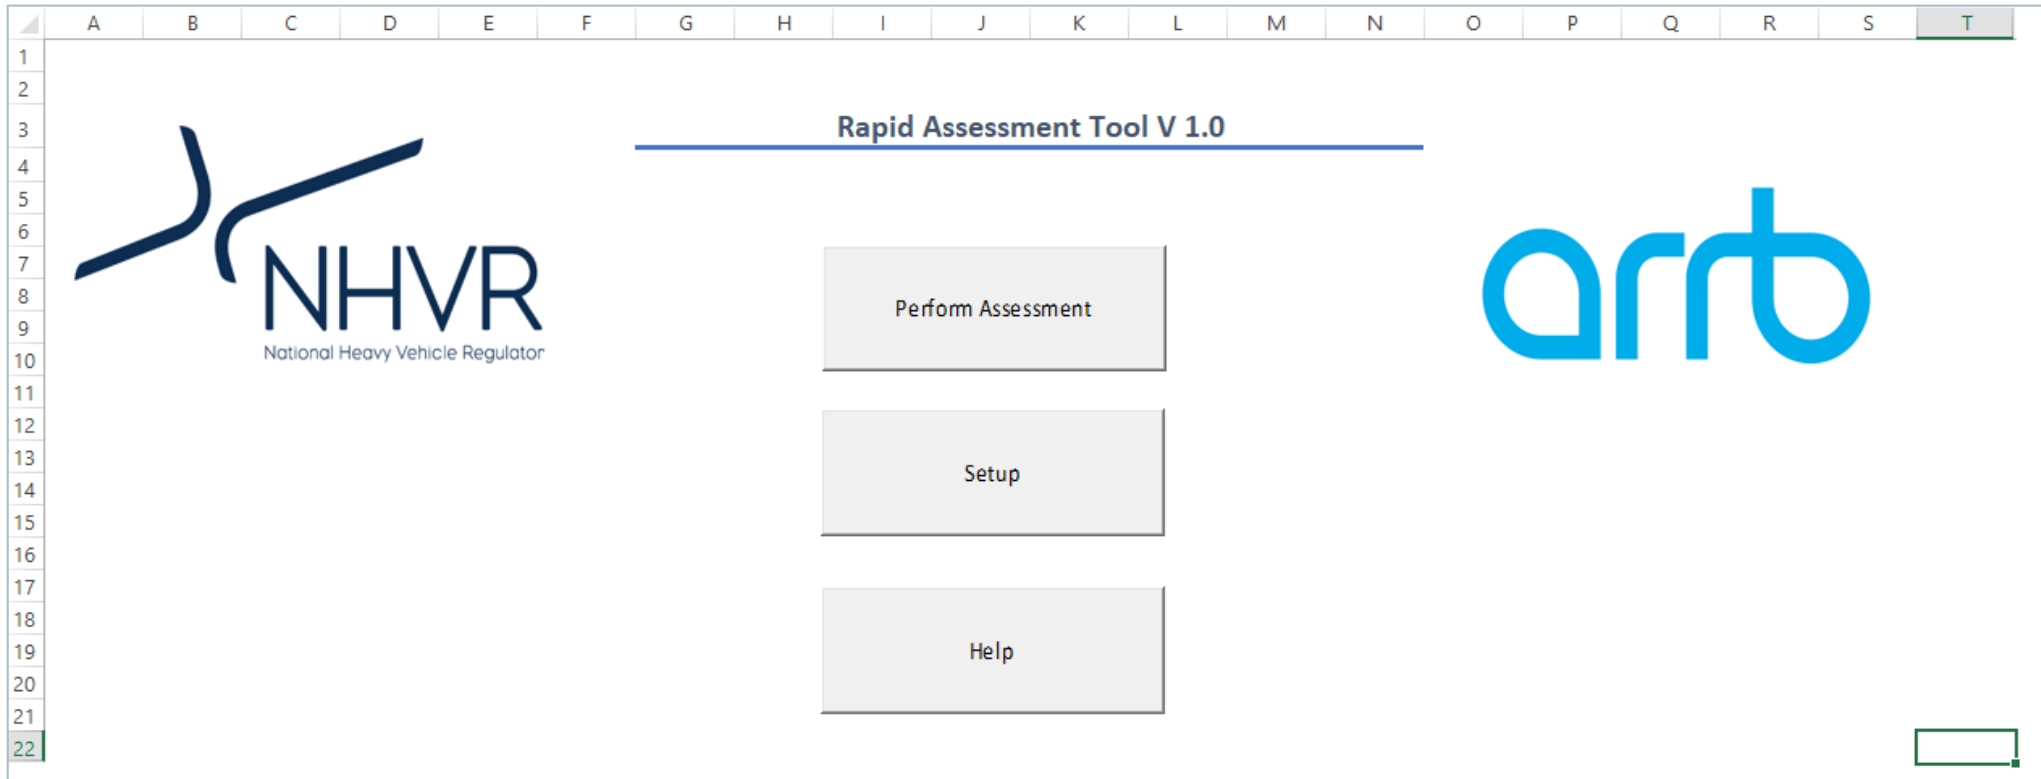 A B C D E F G H I J K L M N O P Q R S T
1
2
3
Rapid Assessment Tool V 1.0
4
5
6
7
8
9
10
11
12
13
14
15
16
17
18
19
20
21
22
NHVR
National Heavy Vehicle Regulator
Perform Assessment
Setup
Help
arrb